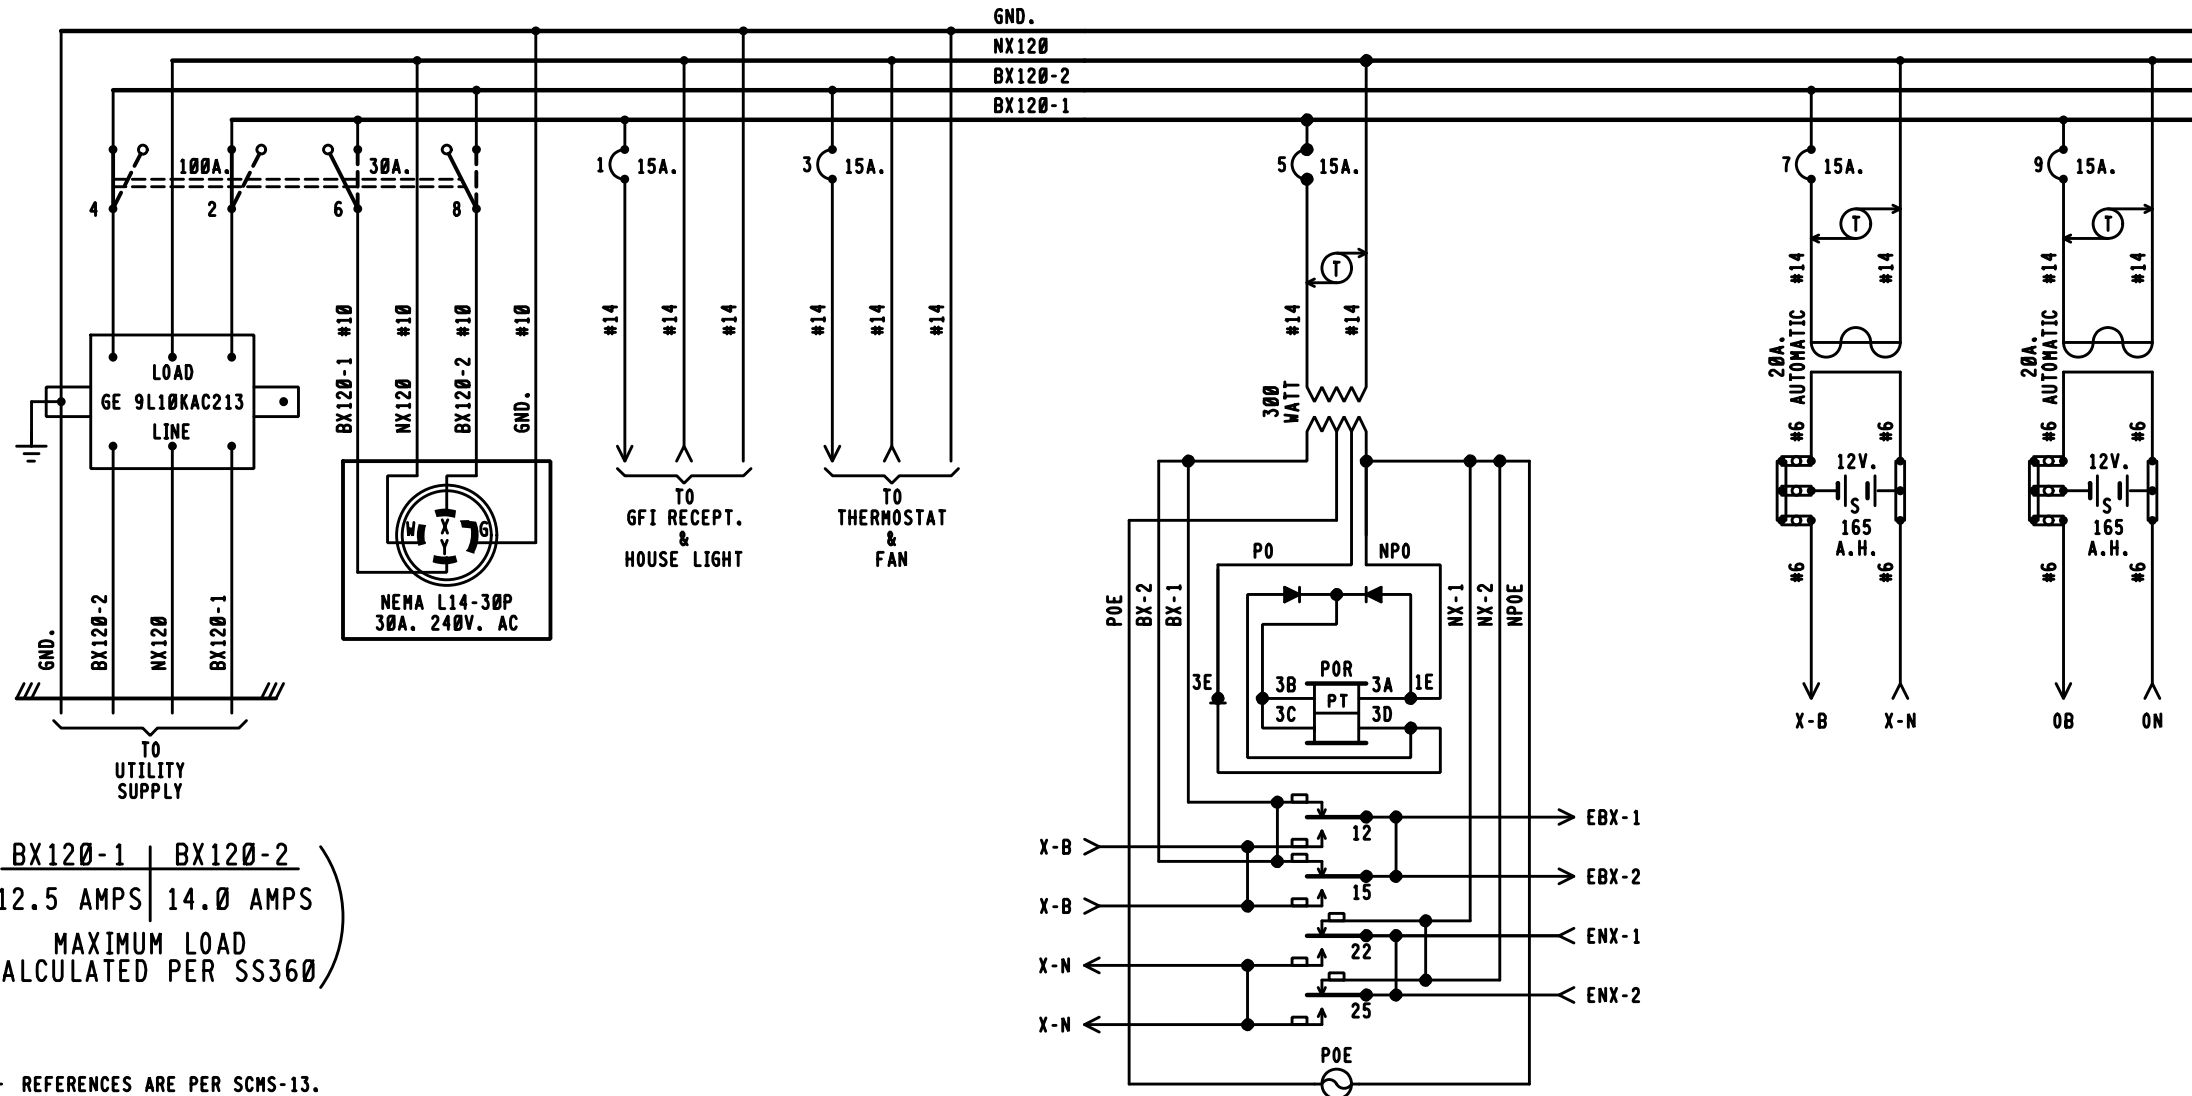 GND.
NX120
BX120-2
BX120-1
100A.
30A.
4
2
6
8
1
15A.
3
15A.
5
15A.
7
15A.
9
15A.
T
T
T
#14
#14
#14
#14
BX120-1 #10
NX120 #10
BX120-2 #10
GND. #10
#14
#14
#14
#14
#14
#14
#14
#14
LOAD
GE 9L10KAC213
LINE
300
WATT
20A.
AUTOMATIC
20A.
AUTOMATIC
#6
#6
#6
#6
12V.
S
165
A.H.
12V.
S
165
A.H.
#6
#6
#6
#6
X-B
X-N
OB
ON
TO
GFI RECEPT.
&
HOUSE LIGHT
TO
THERMOSTAT
&
FAN
W
X
Y
G
NEMA L14-30P
30A. 240V. AC
GND.
BX120-2
NX120
BX120-1
TO
UTILITY
SUPPLY
PO
NPO
POE
BX-2
BX-1
NX-1
NX-2
NPOE
POR
PT
3E
3B
3A
1E
3C
3D
12
EBX-1
X-B
15
EBX-2
X-B
22
ENX-1
X-N
25
ENX-2
X-N
POE
BX120-1 BX120-2
12.5 AMPS 14.0 AMPS
MAXIMUM LOAD
ALCULATED PER SS360
- REFERENCES ARE PER SCMS-13.